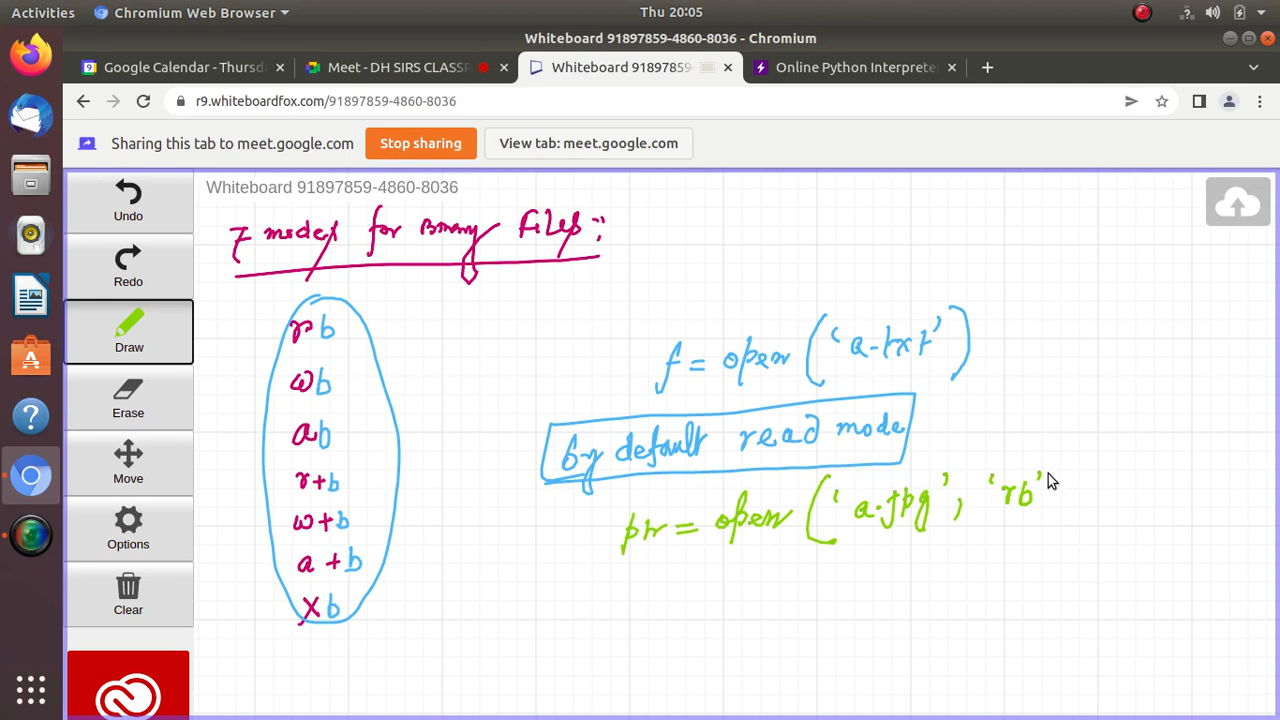 Activities
Chromium Web Browser
Thu 20:05
Whiteboard 91897859-4860-8036 - Chromium
Google Calendar - Thursd
Meet - DH SIRS CLASSR
Whiteboard 91897859-
Online Python Interprete
r9.whiteboardfox.com/91897859-4860-8036
Sharing this tab to meet.google.com
Stop sharing
View tab: meet.google.com
Whiteboard 91897859-4860-8036
Undo
Redo
Draw
Erase
Move
Options
Clear
7 modes for Binary Files:
rb
wb
ab
r+b
w+b
a+b
xb
f = open('a.txt')
by default read mode
pr = open('a.jpg', 'rb'